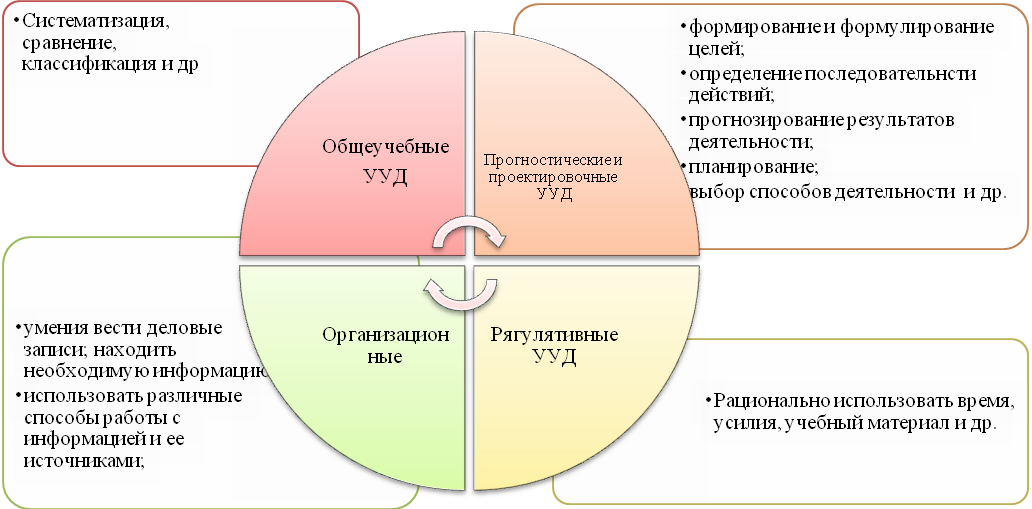 •Систематизация,
сравнение,
классификация и др
Общеучебные
УУД
Прогностические и
проектировочные
УУД
•формирование и формулирование
целей;
•определение последовательнсти
действий;
•прогнозирование результатов
деятельности;
•планирование;
выбор способов деятельности и др.
•умения вести деловые
записи; находить
необходимую информацию
•использовать различные
способы работы с
информацией и ее
источниками;
Организацион
ные
Рягулятивные
УУД
•Рационально использовать время,
усилия, учебный материал и др.